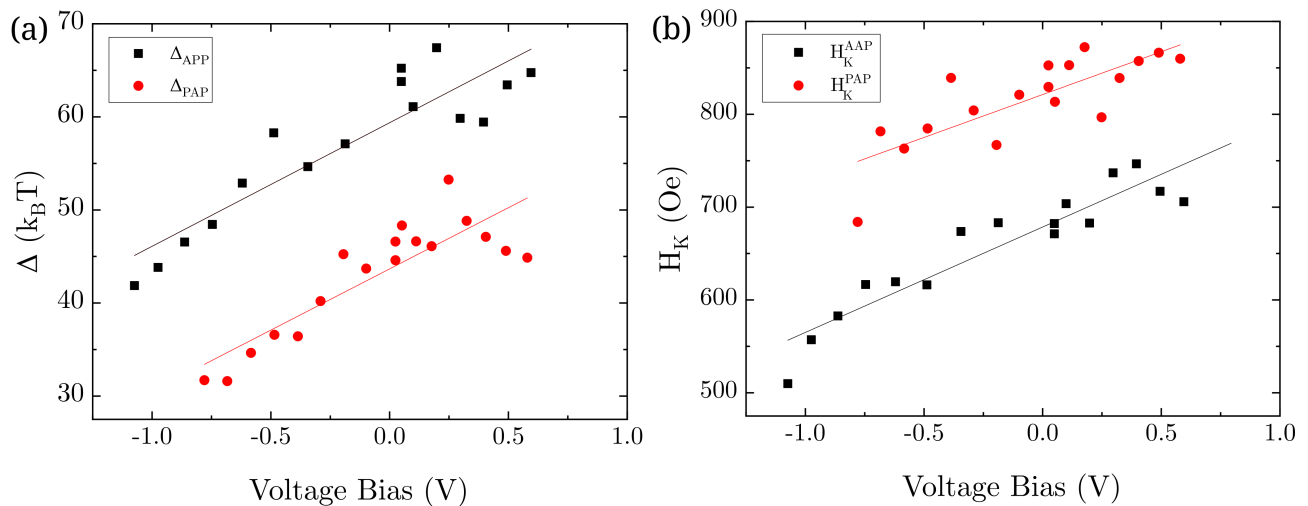 (a)
70
60
50
40
30
Δ (k_BT)
Δ_APP
Δ_PAP
-1.0 -0.5 0.0 0.5 1.0
Voltage Bias (V)
(b)
900
800
700
600
500
H_K (Oe)
H_K^AAP
H_K^PAP
-1.0 -0.5 0.0 0.5 1.0
Voltage Bias (V)